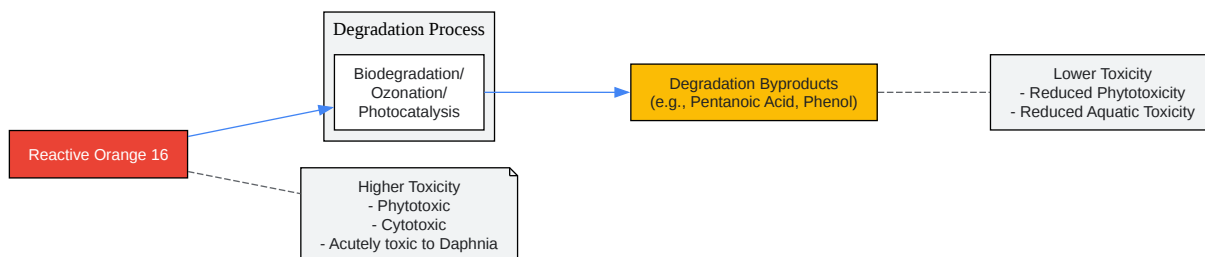 Degradation Process
Biodegradation/
Ozonation/
Photocatalysis
Reactive Orange 16
Higher Toxicity
- Phytotoxic
- Cytotoxic
- Acutely toxic to Daphnia
Degradation Byproducts
(e.g., Pentanoic Acid, Phenol)
Lower Toxicity
- Reduced Phytotoxicity
- Reduced Aquatic Toxicity